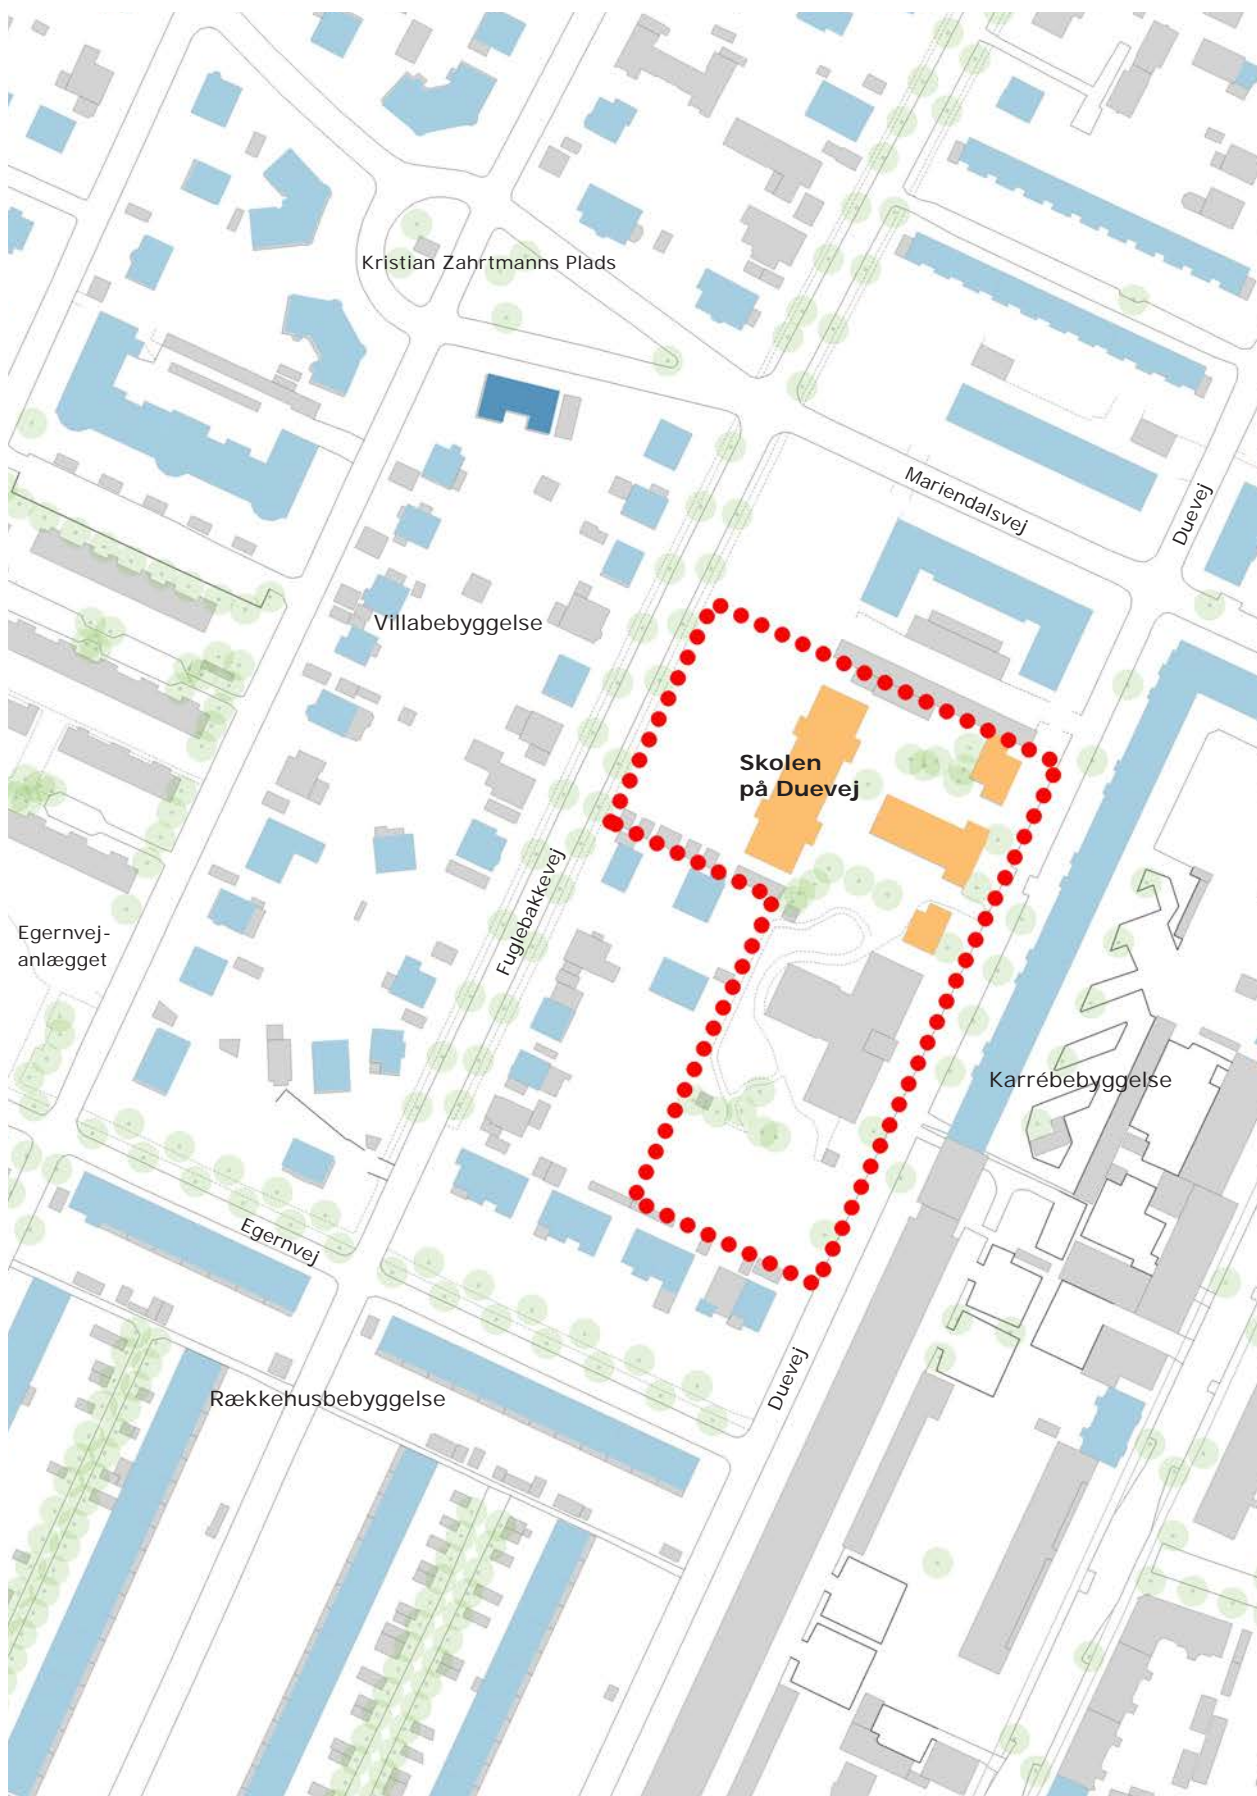 Kristian Zahrtmanns Plads
Mariendalsvej
Duevej
Villabebyggelse
Skolen
på Duevej
Fuglebakkevej
Egernvej-
anlægget
Karrébebyggelse
Egernvej
Duevej
Rækkehusbebyggelse